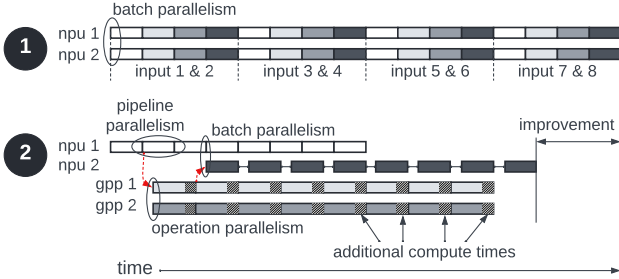 batch parallelism
1
npu 1
npu 2
input 1 & 2
input 3 & 4
input 5 & 6
input 7 & 8
pipeline
parallelism
batch parallelism
improvement
2
npu 1
npu 2
gpp 1
gpp 2
operation parallelism
additional compute times
time